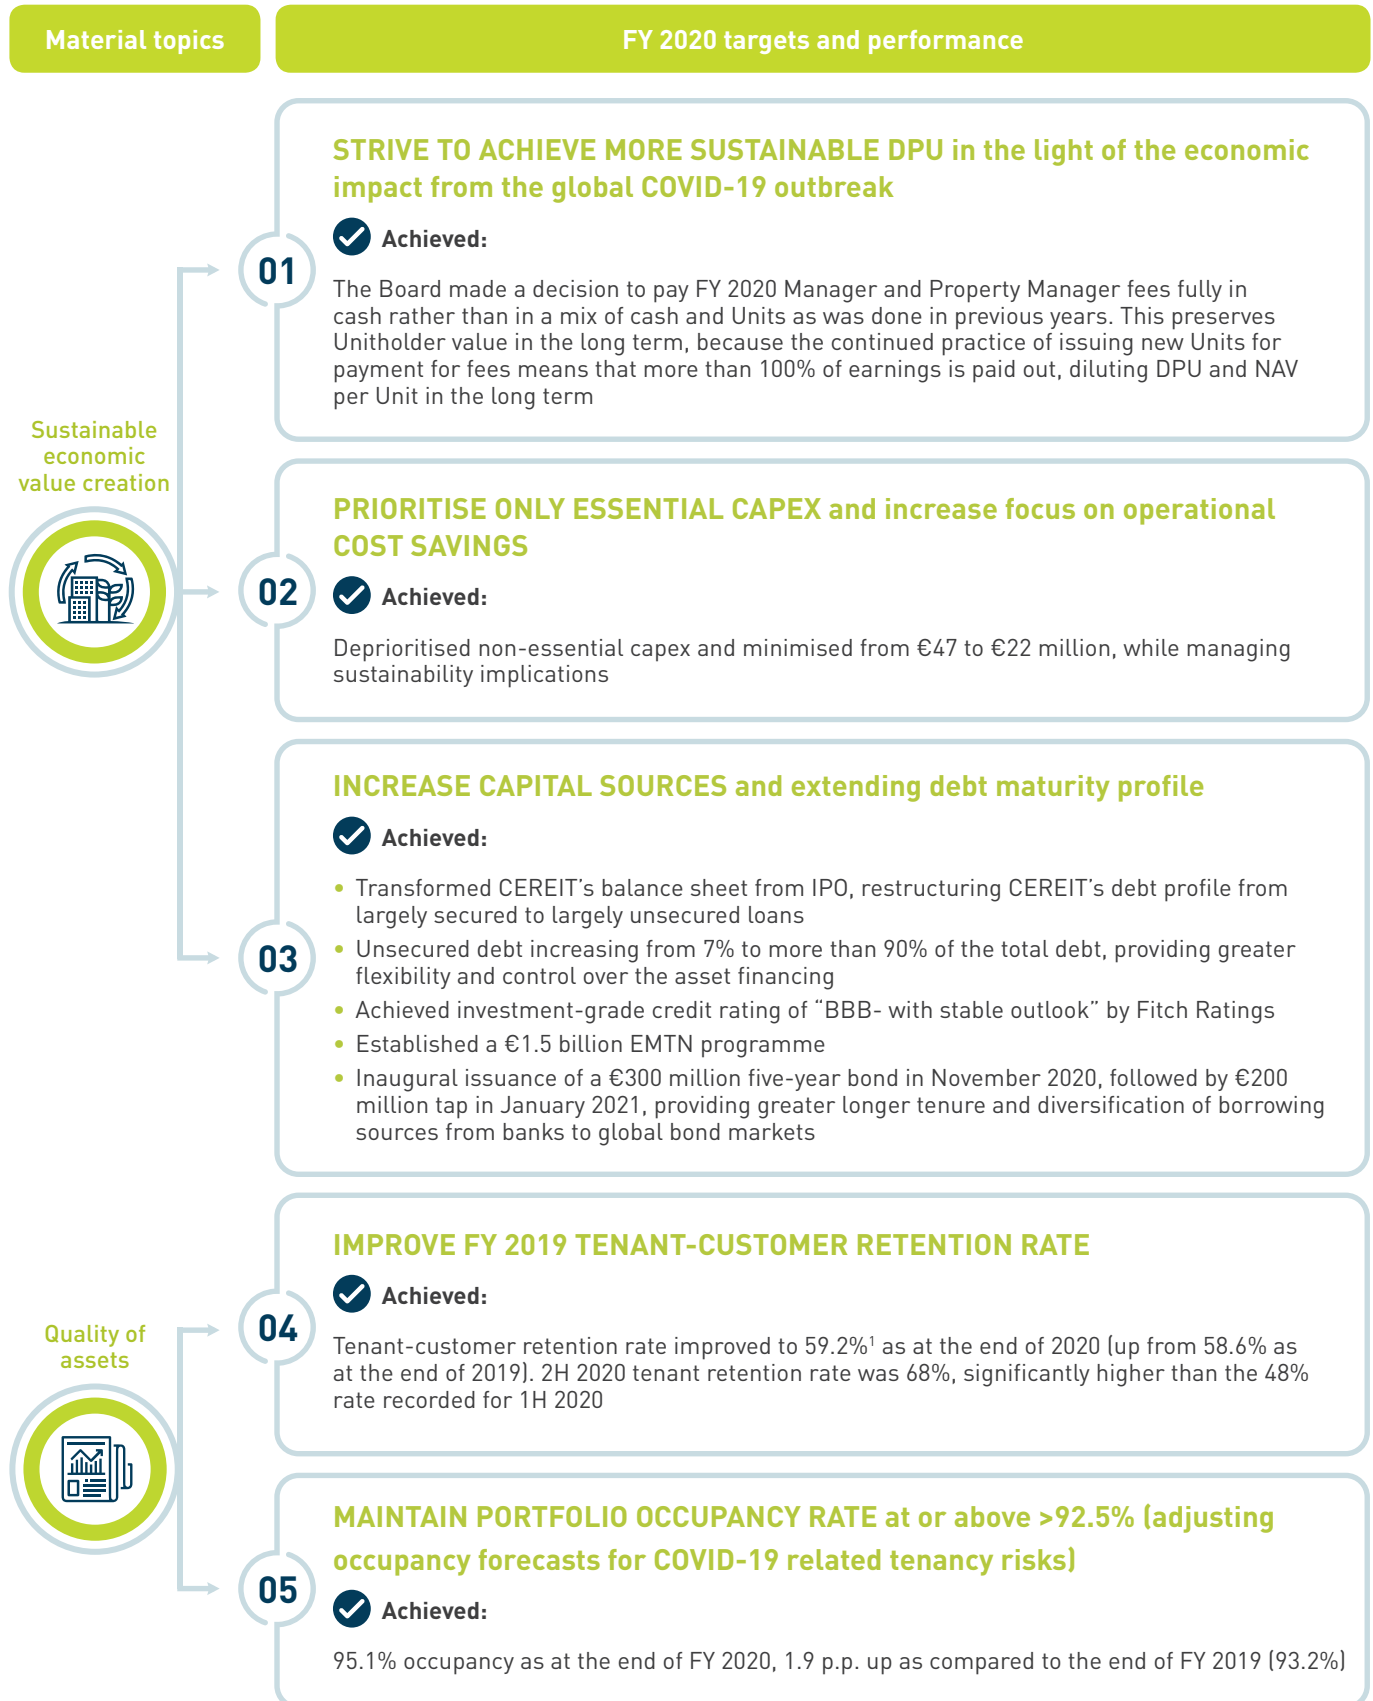 Material topics
FY 2020 targets and performance
Sustainable
economic
value creation
01
STRIVE TO ACHIEVE MORE SUSTAINABLE DPU in the light of the economic
impact from the global COVID-19 outbreak
Achieved:
The Board made a decision to pay FY 2020 Manager and Property Manager fees fully in
cash rather than in a mix of cash and Units as was done in previous years. This preserves
Unitholder value in the long term, because the continued practice of issuing new Units for
payment for fees means that more than 100% of earnings is paid out, diluting DPU and NAV
per Unit in the long term
02
PRIORITISE ONLY ESSENTIAL CAPEX and increase focus on operational
COST SAVINGS
Achieved:
Deprioritised non-essential capex and minimised from €47 to €22 million, while managing
sustainability implications
03
INCREASE CAPITAL SOURCES and extending debt maturity profile
Achieved:
• Transformed CEREIT’s balance sheet from IPO, restructuring CEREIT’s debt profile from
largely secured to largely unsecured loans
• Unsecured debt increasing from 7% to more than 90% of the total debt, providing greater
flexibility and control over the asset financing
• Achieved investment-grade credit rating of “BBB- with stable outlook” by Fitch Ratings
• Established a €1.5 billion EMTN programme
• Inaugural issuance of a €300 million five-year bond in November 2020, followed by €200
million tap in January 2021, providing greater longer tenure and diversification of borrowing
sources from banks to global bond markets
Quality of
assets
04
IMPROVE FY 2019 TENANT-CUSTOMER RETENTION RATE
Achieved:
Tenant-customer retention rate improved to 59.2%¹ as at the end of 2020 (up from 58.6% as
at the end of 2019). 2H 2020 tenant retention rate was 68%, significantly higher than the 48%
rate recorded for 1H 2020
05
MAINTAIN PORTFOLIO OCCUPANCY RATE at or above >92.5% (adjusting
occupancy forecasts for COVID-19 related tenancy risks)
Achieved:
95.1% occupancy as at the end of FY 2020, 1.9 p.p. up as compared to the end of FY 2019 (93.2%)